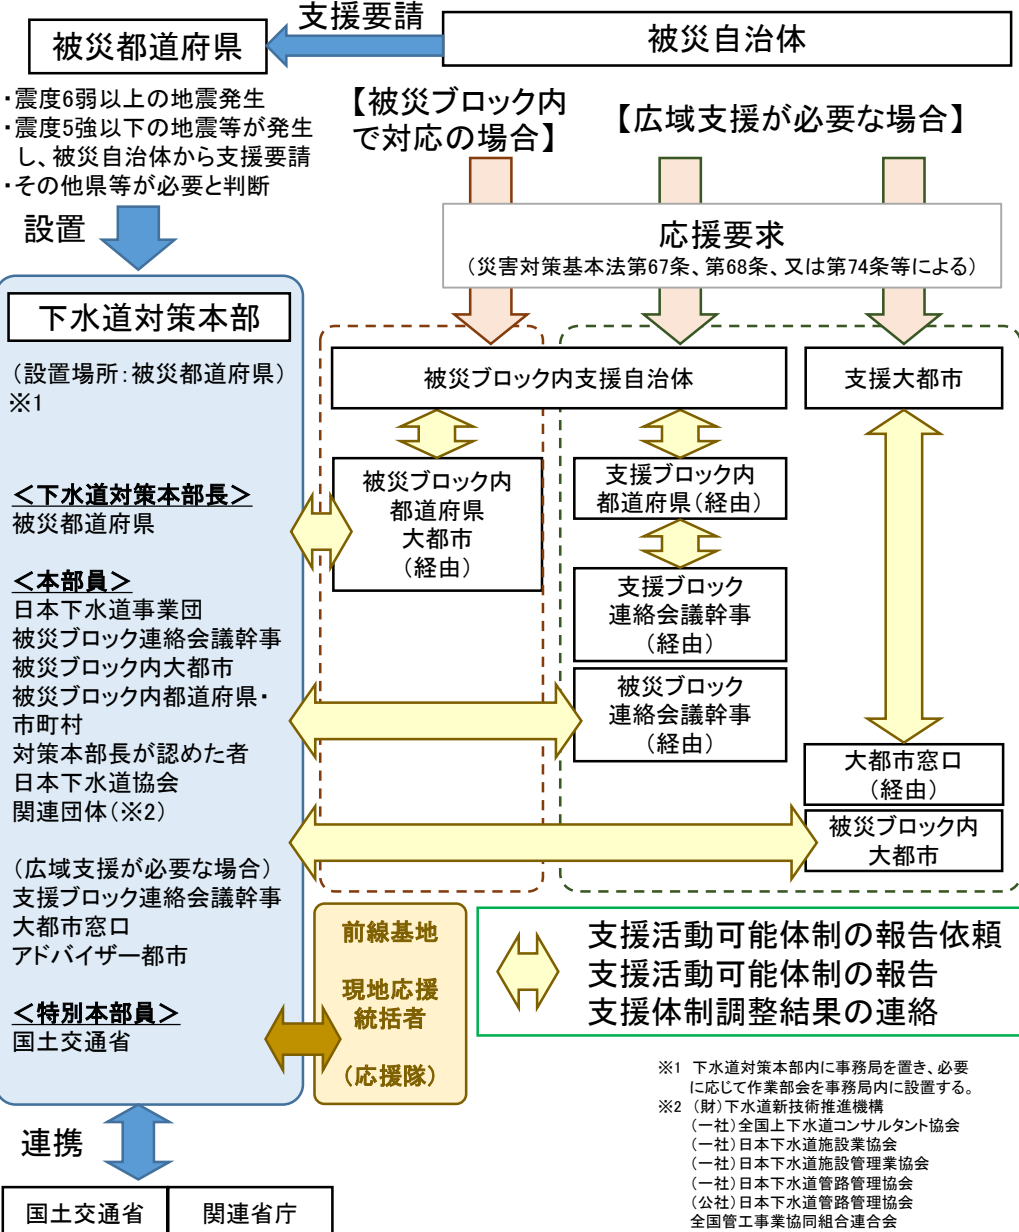 支援要請
被災都道府県
被災自治体
・震度6弱以上の地震発生
・震度5強以下の地震等が発生
し、被災自治体から支援要請
・その他県等が必要と判断
設置
【被災ブロック内
で対応の場合】
【広域支援が必要な場合】
応援要求
（災害対策基本法第67条、第68条、又は第74条等による）
下水道対策本部
（設置場所：被災都道府県）
※1
＜下水道対策本部長＞
被災都道府県
＜本部員＞
日本下水道事業団
被災ブロック連絡会議幹事
被災ブロック内大都市
被災ブロック内都道府県・
市町村
対策本部長が認めた者
日本下水道協会
関連団体（※2）
（広域支援が必要な場合）
支援ブロック連絡会議幹事
大都市窓口
アドバイザー都市
＜特別本部員＞
国土交通省
被災ブロック内支援自治体
支援大都市
被災ブロック内
都道府県
大都市
（経由）
支援ブロック内
都道府県（経由）
支援ブロック
連絡会議幹事
（経由）
被災ブロック
連絡会議幹事
（経由）
大都市窓口
（経由）
被災ブロック内
大都市
前線基地
現地応援
統括者
（応援隊）
支援活動可能体制の報告依頼
支援活動可能体制の報告
支援体制調整結果の連絡
連携
国土交通省
関連省庁
※1 下水道対策本部内に事務局を置き、必要
に応じて作業部会を事務局内に設置する。
※2 （財）下水道新技術推進機構
（一社）全国上下水道コンサルタント協会
（一社）日本下水道施設業協会
（一社）日本下水道施設管理業協会
（一社）日本下水道管路管理協会
（公社）日本下水道管路管理協会
全国管工事業協同組合連合会